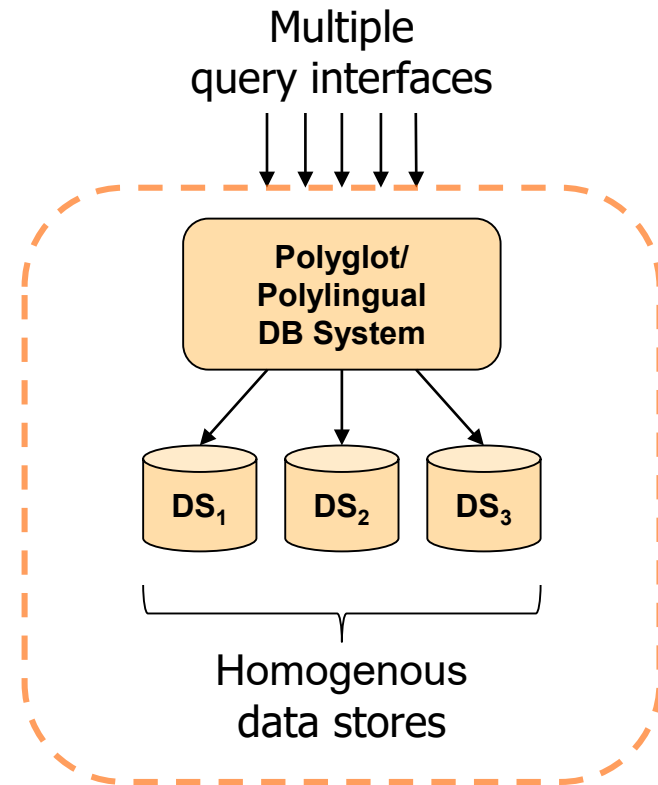 Multiple
query interfaces
Polyglot/
Polylingual
DB System
DS₁ DS₂ DS₃
Homogenous
data stores